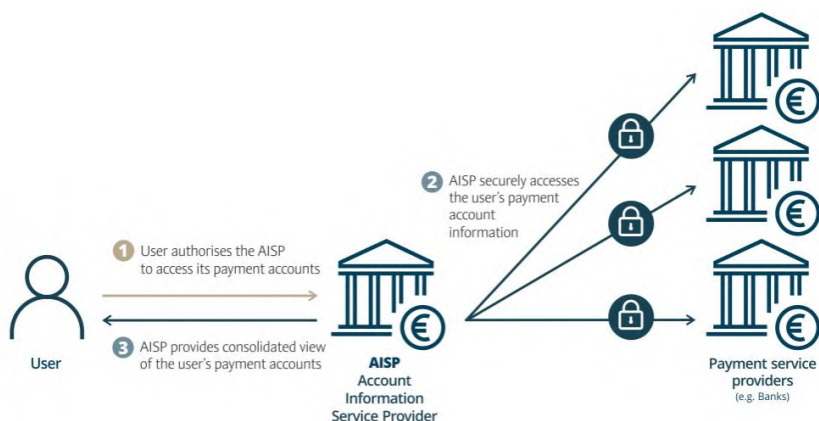 1 User authorises the AISP
to access its payment accounts
2 AISP securely accesses
the user's payment
account
information
3 AISP provides consolidated view
of the user's payment accounts
User
AISP
Account
Information
Service Provider
€
€
€
€
Payment service
providers
(e.g. Banks)